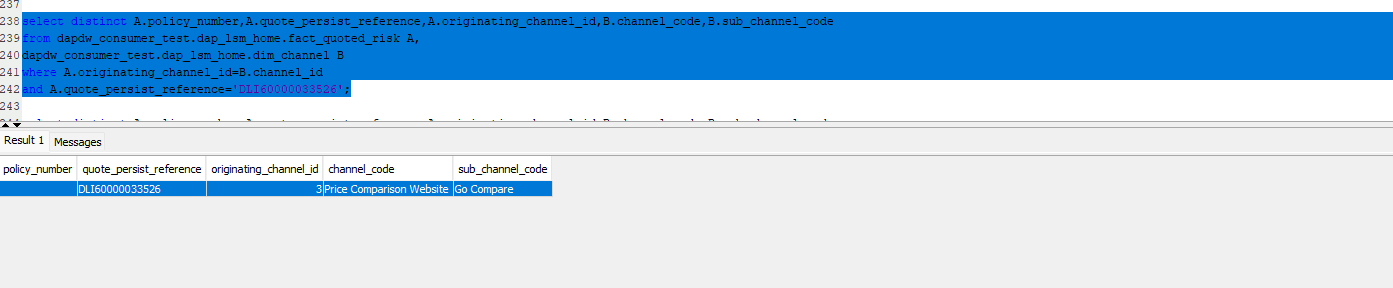 237
238 select distinct A.policy_number,A.quote_persist_reference,A.originating_channel_id,B.channel_code,B.sub_channel_code
239 from dapdw_consumer_test.dap_lsm_home.fact_quoted_risk A,
240 dapdw_consumer_test.dap_lsm_home.dim_channel B
241 where A.originating_channel_id=B.channel_id
242 and A.quote_persist_reference='DLI60000033526';
243
Result 1 Messages
policy_number quote_persist_reference originating_channel_id channel_code sub_channel_code
DLI60000033526 3 Price Comparison Website Go Compare